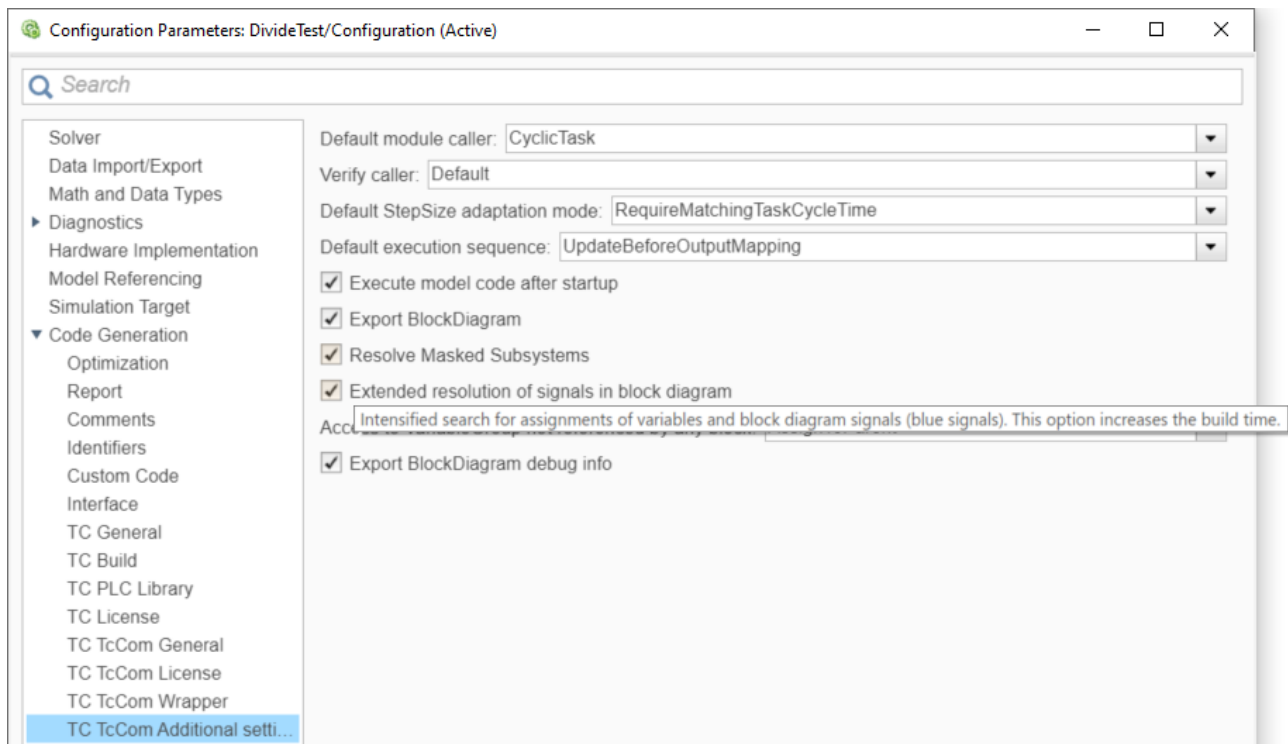 Configuration Parameters: DivideTest/Configuration (Active)
Search
Solver
Data Import/Export
Math and Data Types
Diagnostics
Hardware Implementation
Model Referencing
Simulation Target
Code Generation
Optimization
Report
Comments
Identifiers
Custom Code
Interface
TC General
TC Build
TC PLC Library
TC License
TC TcCom General
TC TcCom License
TC TcCom Wrapper
TC TcCom Additional setti...
Default module caller: CyclicTask
Verify caller: Default
Default StepSize adaptation mode: RequireMatchingTaskCycleTime
Default execution sequence: UpdateBeforeOutputMapping
Execute model code after startup
Export BlockDiagram
Resolve Masked Subsystems
Extended resolution of signals in block diagram
Intensified search for assignments of variables and block diagram signals (blue signals). This option increases the build time.
Export BlockDiagram debug info